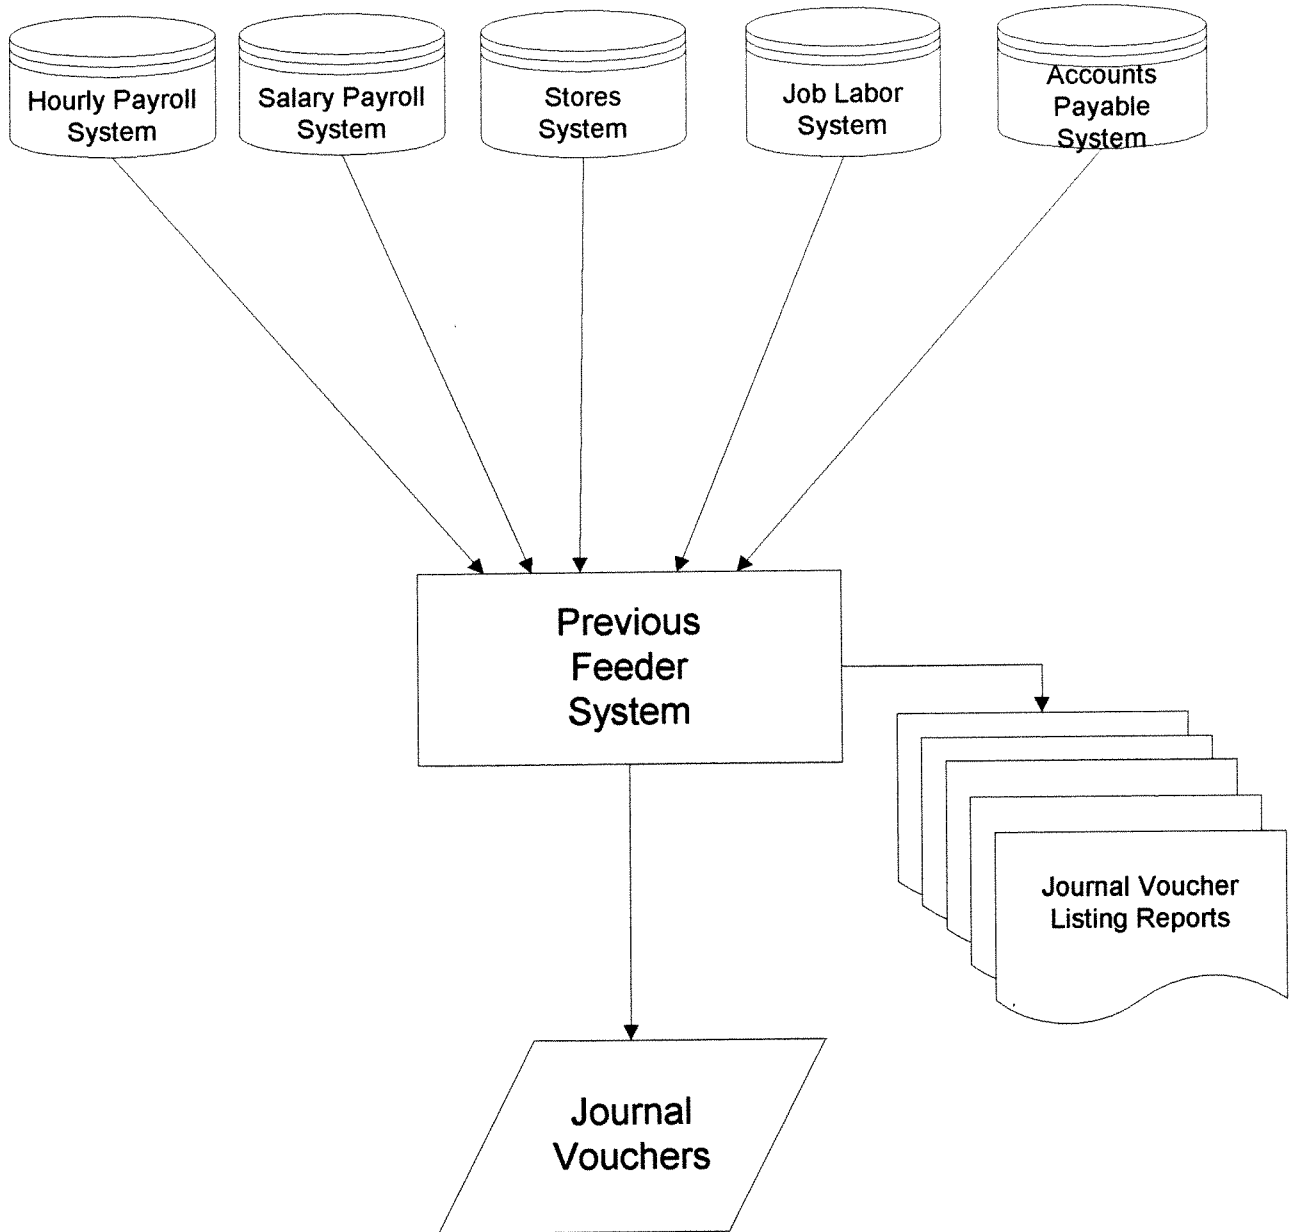 Hourly Payroll
System
Salary Payroll
System
Stores
System
Job Labor
System
Accounts
Payable
System
Previous
Feeder
System
Journal Voucher
Listing Reports
Journal
Vouchers